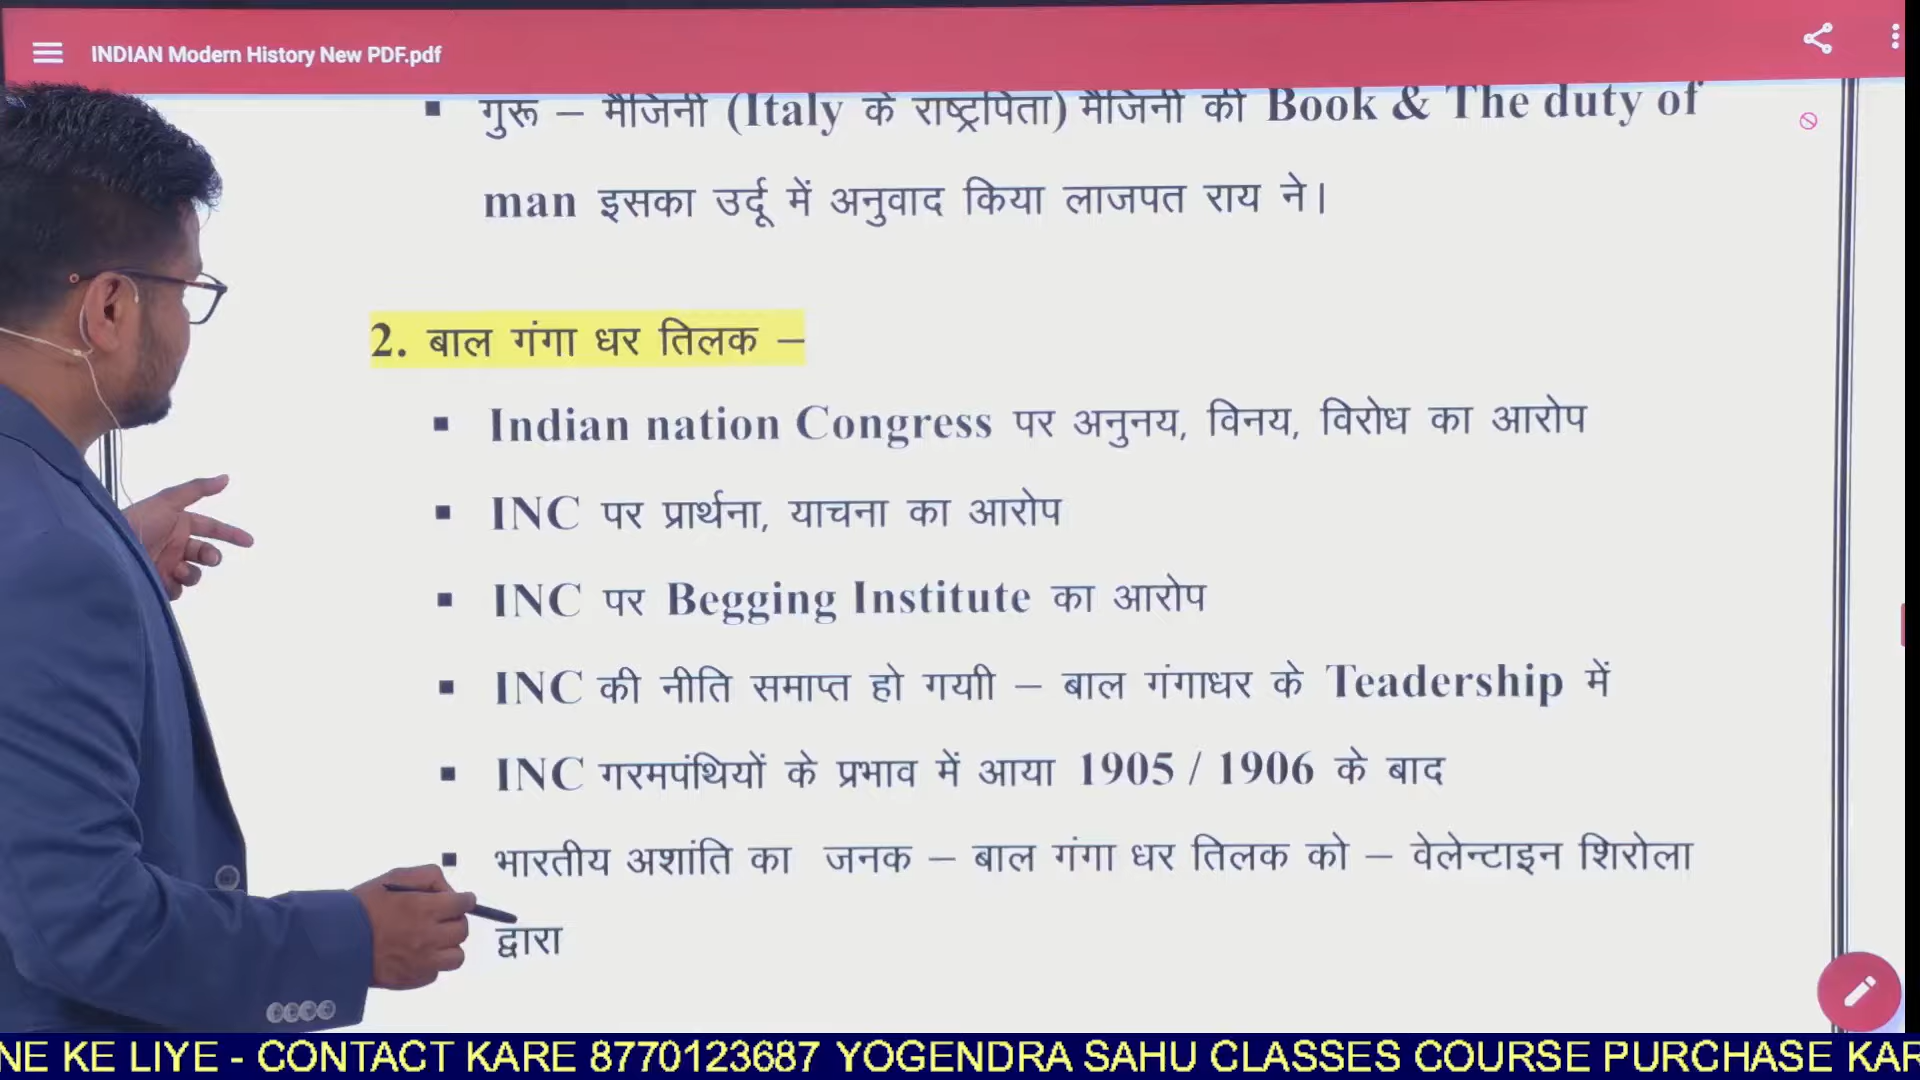 INDIAN Modern History New PDF.pdf
▪ गुरू – मैजिनी (Italy के राष्ट्रपिता) मैजिनी की Book & The duty of
man इसका उर्दू में अनुवाद किया लाजपत राय ने।
2. बाल गंगा धर तिलक –
▪ Indian nation Congress पर अनुनय, विनय, विरोध का आरोप
▪ INC पर प्रार्थना, याचना का आरोप
▪ INC पर Begging Institute का आरोप
▪ INC की नीति समाप्त हो गयाी – बाल गंगाधर के Teadership में
▪ INC गरमपंथियों के प्रभाव में आया 1905 / 1906 के बाद
▪ भारतीय अशांति का जनक – बाल गंगा धर तिलक को – वेलेन्टाइन शिरोला
द्वारा
NE KE LIYE - CONTACT KARE 8770123687 YOGENDRA SAHU CLASSES COURSE PURCHASE KAR